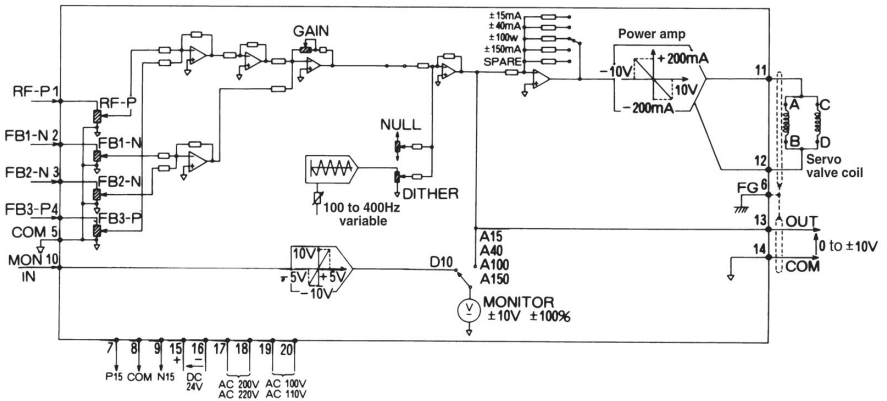 ±15mA
±40mA
±100w
±150mA
SPARE
GAIN
Power amp
+200mA
−10V
10V
−200mA
11
A
C
B
D
Servo
valve coil
12
RF-P 1
RF-P
FB1-N 2
FB1-N
FB2-N 3
FB2-N
FB3-P4
FB3-P
COM 5
NULL
DITHER
100 to 400Hz
variable
FG 6
13
OUT
0 to ±10V
14
COM
A15
A40
A100
A150
MON 10
IN
10V
−5V
+5V
−10V
D10
V
MONITOR
±10V ±100%
7
8
9
15
16
17
18
19
20
+
−
P15
COM
N15
DC
24V
AC 200V
AC 220V
AC 100V
AC 110V